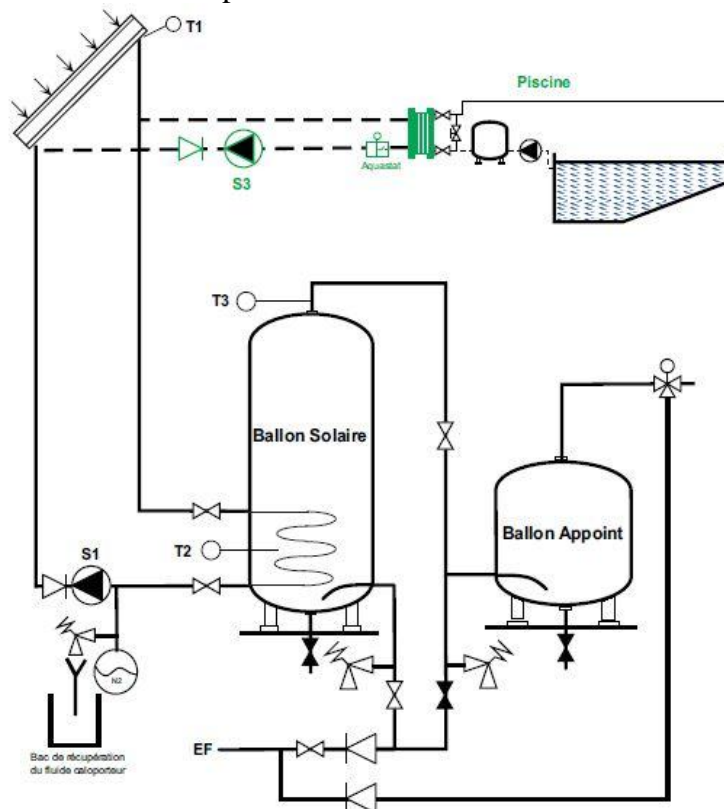 T1
Piscine
Aquastat
S3
T3
Ballon Solaire
Ballon Appoint
T2
S1
N2
EF
Bac de récupération
du fluide caloporteur